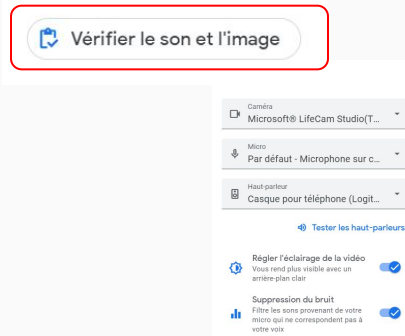 Vérifier le son et l'image
Caméra
Microsoft® LifeCam Studio(T...
Micro
Par défaut - Microphone sur c...
Haut-parleur
Casque pour téléphone (Logit...
Tester les haut-parleurs
Régler l'éclairage de la vidéo
Vous rend plus visible avec un
arrière-plan clair
Suppression du bruit
Filtre les sons provenant de votre
micro qui ne correspondent pas à
votre voix